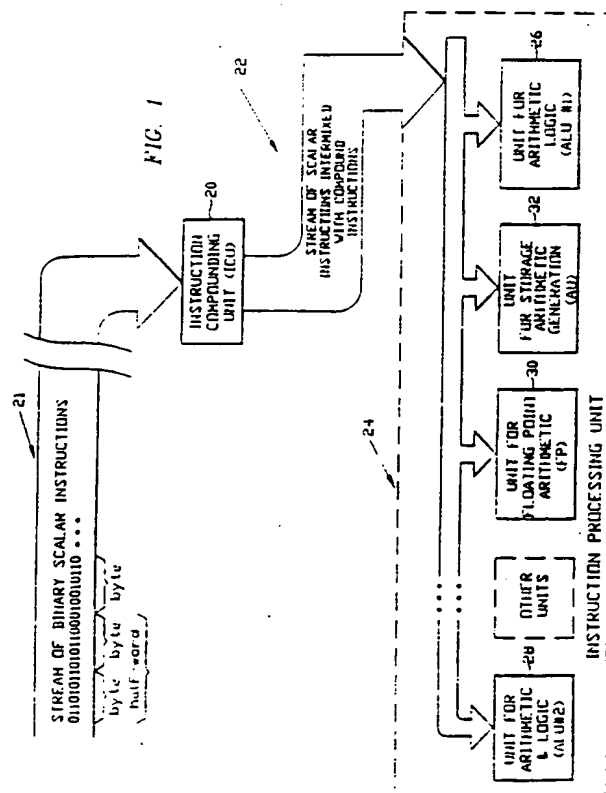 FIG. 1
21
STREAM OF BINARY SCALAR INSTRUCTIONS
011010110101100010010110 • • •
byte byte byte
half word
20
INSTRUCTION
COMPOUNDING
UNIT (ICU)
22
STREAM OF SCALAR
INSTRUCTIONS INTERMIXED
WITH COMPOUND
INSTRUCTIONS
24
• • •
• • •
28
UNIT FOR
ARITHMETIC
& LOGIC
(ALU#2)
OTHER
UNITS
30
UNIT FOR
FLOATING POINT
ARITHMETIC
(FP)
32
UNIT
FOR STORAGE
ARITHMETIC
GENERATION
(AU)
26
UNIT FOR
ARITHMETIC
LOGIC
(ALU #1)
INSTRUCTION PROCESSING UNIT